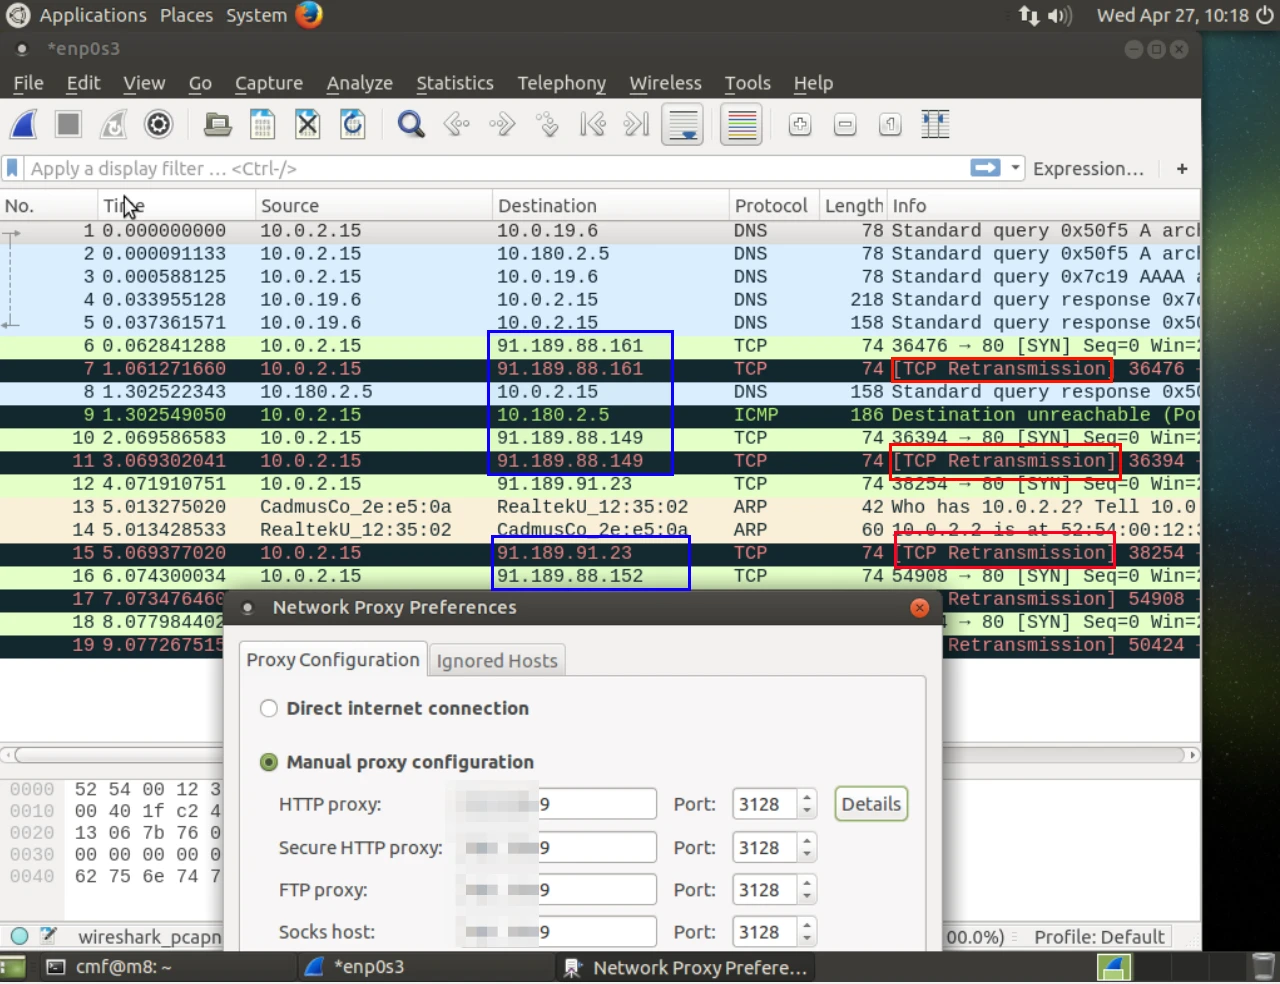 Applications Places System Wed Apr 27, 10:18
*enp0s3
File Edit View Go Capture Analyze Statistics Telephony Wireless Tools Help
Apply a display filter … <Ctrl-/> Expression… +
No. Time Source Destination Protocol Length Info
1 0.000000000 10.0.2.15 10.0.19.6 DNS 78 Standard query 0x50f5 A arch
2 0.000091133 10.0.2.15 10.180.2.5 DNS 78 Standard query 0x50f5 A arch
3 0.000588125 10.0.2.15 10.0.19.6 DNS 78 Standard query 0x7c19 AAAA a
4 0.033955128 10.0.19.6 10.0.2.15 DNS 218 Standard query response 0x7c
5 0.037361571 10.0.19.6 10.0.2.15 DNS 158 Standard query response 0x50
6 0.062841288 10.0.2.15 91.189.88.161 TCP 74 36476 → 80 [SYN] Seq=0 Win=2
7 1.061271660 10.0.2.15 91.189.88.161 TCP 74 [TCP Retransmission] 36476 →
8 1.302522343 10.180.2.5 10.0.2.15 DNS 158 Standard query response 0x50
9 1.302549050 10.0.2.15 10.180.2.5 ICMP 186 Destination unreachable (Por
10 2.069586583 10.0.2.15 91.189.88.149 TCP 74 36394 → 80 [SYN] Seq=0 Win=2
11 3.069302041 10.0.2.15 91.189.88.149 TCP 74 [TCP Retransmission] 36394 →
12 4.071910751 10.0.2.15 91.189.91.23 TCP 74 38254 → 80 [SYN] Seq=0 Win=2
13 5.013275020 CadmusCo_2e:e5:0a RealtekU_12:35:02 ARP 42 Who has 10.0.2.2? Tell 10.0
14 5.013428533 RealtekU_12:35:02 CadmusCo_2e:e5:0a ARP 60 10.0.2.2 is at 52:54:00:12:3
15 5.069377020 10.0.2.15 91.189.91.23 TCP 74 [TCP Retransmission] 38254 →
16 6.074300034 10.0.2.15 91.189.88.152 TCP 74 54908 → 80 [SYN] Seq=0 Win=2
17 7.073476460 Retransmission] 54908 →
18 8.077984402 → 80 [SYN] Seq=0 Win=2
19 9.077267515 Retransmission] 50424 →
Network Proxy Preferences
Proxy Configuration Ignored Hosts
Direct internet connection
Manual proxy configuration
HTTP proxy: 9 Port: 3128 Details
Secure HTTP proxy: 9 Port: 3128
FTP proxy: 9 Port: 3128
Socks host: 9 Port: 3128
0000 52 54 00 12 3
0010 00 40 1f c2 4
0020 13 06 7b 76 0
0030 00 00 00 00 0
0040 62 75 6e 74 7
wireshark_pcapn 00.0%) Profile: Default
cmf@m8: ~ *enp0s3 Network Proxy Prefere…